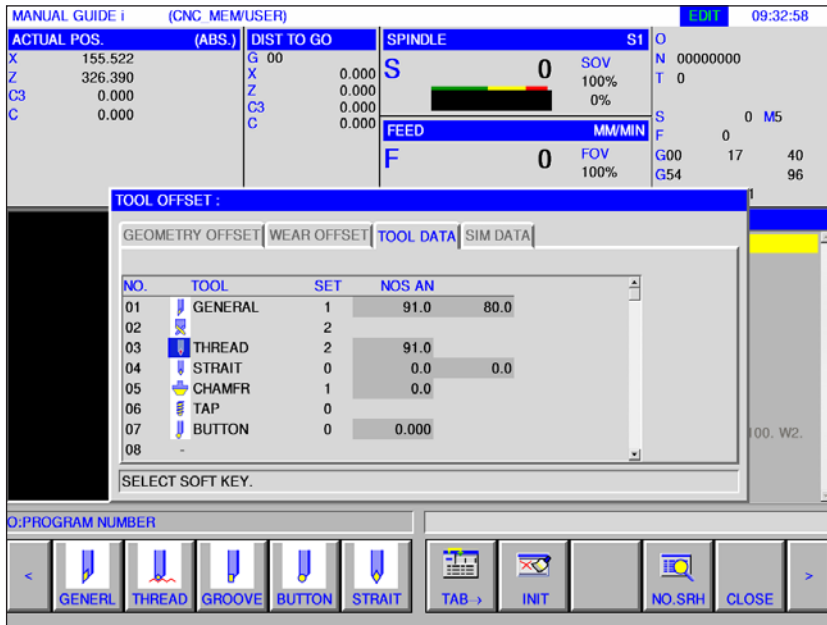 MANUAL GUIDE i (CNC_MEM/USER) EDIT 09:32:58
ACTUAL POS. (ABS.) DIST TO GO SPINDLE S1 O
X 155.522 G 00 S 0 SOV N 00000000
Z 326.390 X 0.000 100% T 0
C3 0.000 Z 0.000 0%
C 0.000 C3 0.000 S 0 M5
C 0.000 FEED MM/MIN F 0
F 0 FOV G00 17 40
100% G54 96
1
TOOL OFFSET :
GEOMETRY OFFSET WEAR OFFSET TOOL DATA SIM DATA
NO. TOOL SET NOS AN
01 GENERAL 1 91.0 80.0
02 2
03 THREAD 2 91.0
04 STRAIT 0 0.0 0.0
05 CHAMFR 1 0.0
06 TAP 0
07 BUTTON 0 0.000
100. W2.
08 -
SELECT SOFT KEY.
O:PROGRAM NUMBER
< GENERL THREAD GROOVE BUTTON STRAIT TAB→ INIT NO.SRH CLOSE >